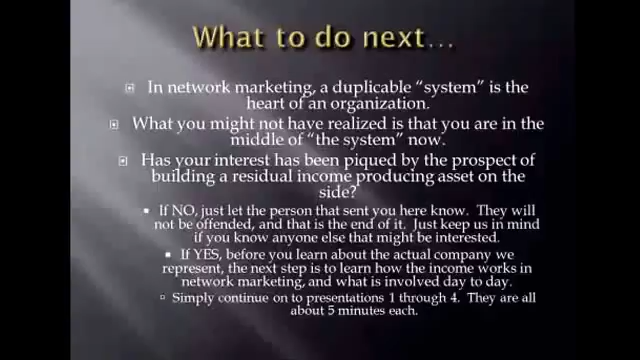 What to do next…
In network marketing, a duplicable “system” is the
heart of an organization.
What you might not have realized is that you are in the
middle of “the system” now.
Has your interest has been piqued by the prospect of
building a residual income producing asset on the
side?
If NO, just let the person that sent you here know. They will
not be offended, and that is the end of it. Just keep us in mind
if you know anyone else that might be interested.
If YES, before you learn about the actual company we
represent, the next step is to learn how the income works in
network marketing, and what is involved day to day.
Simply continue on to presentations 1 through 4. They are all
about 5 minutes each.